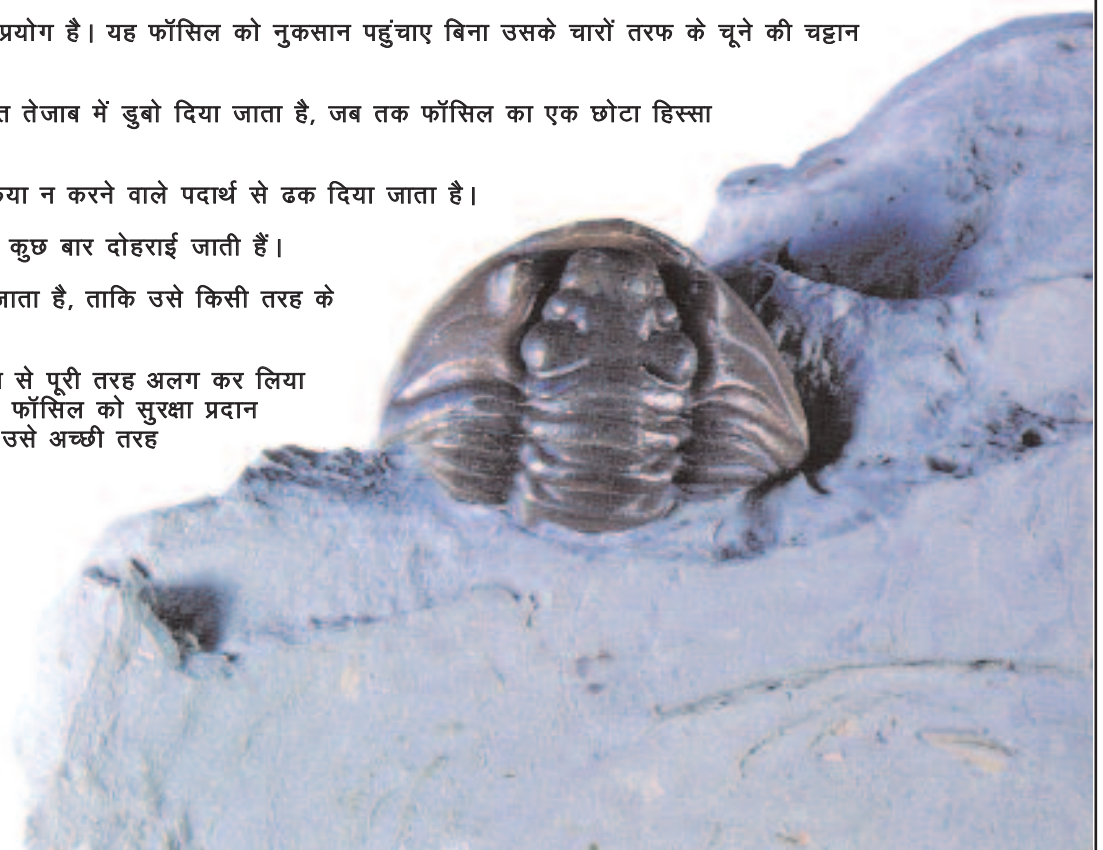 प्रयोग है। यह फॉसिल को नुकसान पहुंचाए बिना उसके चारों तरफ के चूने की चट्टान
तेजाब में डुबो दिया जाता है, जब तक फॉसिल का एक छोटा हिस्सा
न करने वाले पदार्थ से ढक दिया जाता है।
कुछ बार दोहराई जाती हैं।
जाता है, ताकि उसे किसी तरह के
से पूरी तरह अलग कर लिया
फॉसिल को सुरक्षा प्रदान
उसे अच्छी तरह